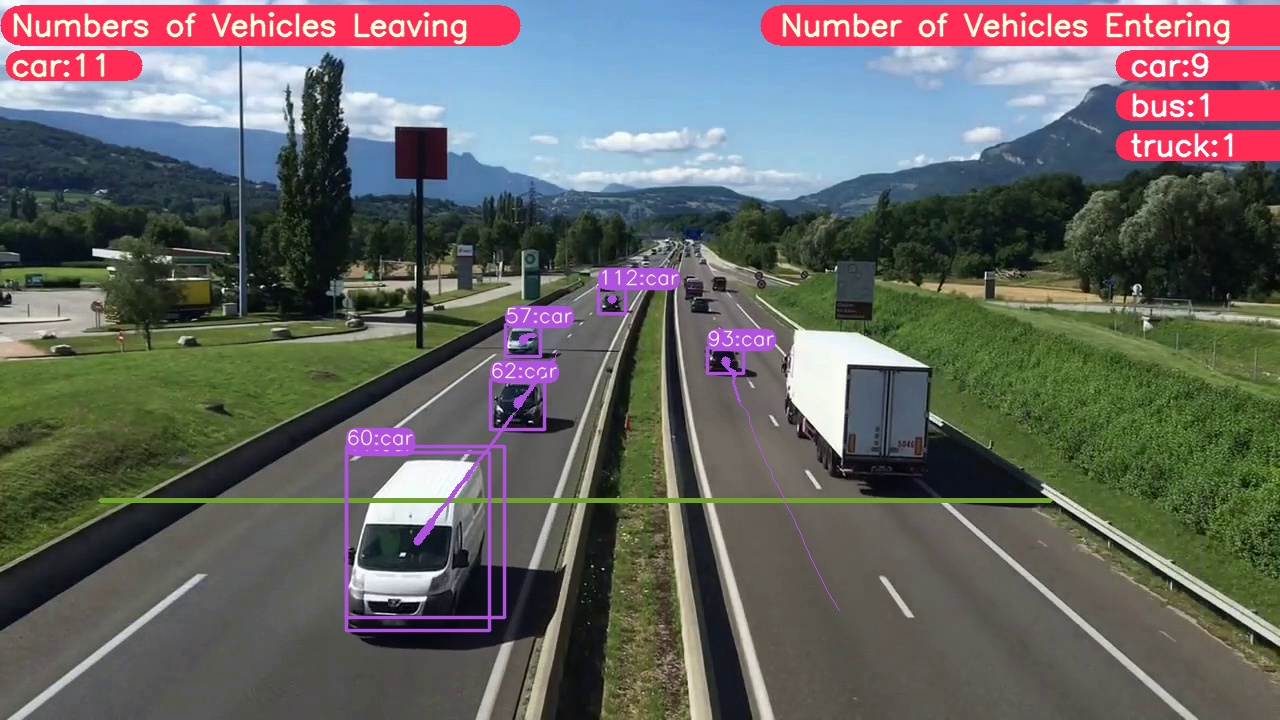 Numbers of Vehicles Leaving
Number of Vehicles Entering
car:11
car:9
bus:1
truck:1
112:car
57:car
93:car
62:car
60:car